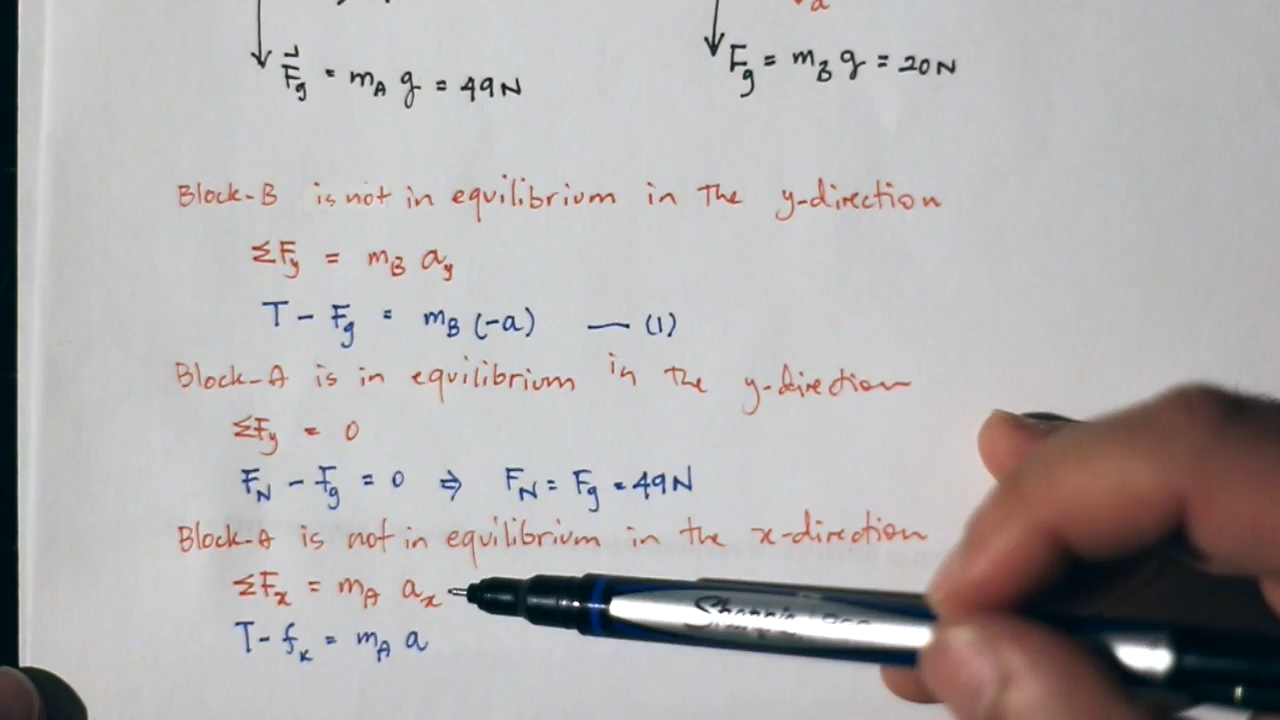 a
F⃗g = mA g = 49N
Fg = mB g = 20N
Block-B is not in equilibrium in the y-direction
ΣFy = mB ay
T - Fg = mB (-a) — (1)
Block-A is in equilibrium in the y-direction
ΣFy = 0
FN - Fg = 0 ⇒ FN = Fg = 49N
Block-A is not in equilibrium in the x-direction
ΣFx = mA ax
T - fk = mA a
Sharpie